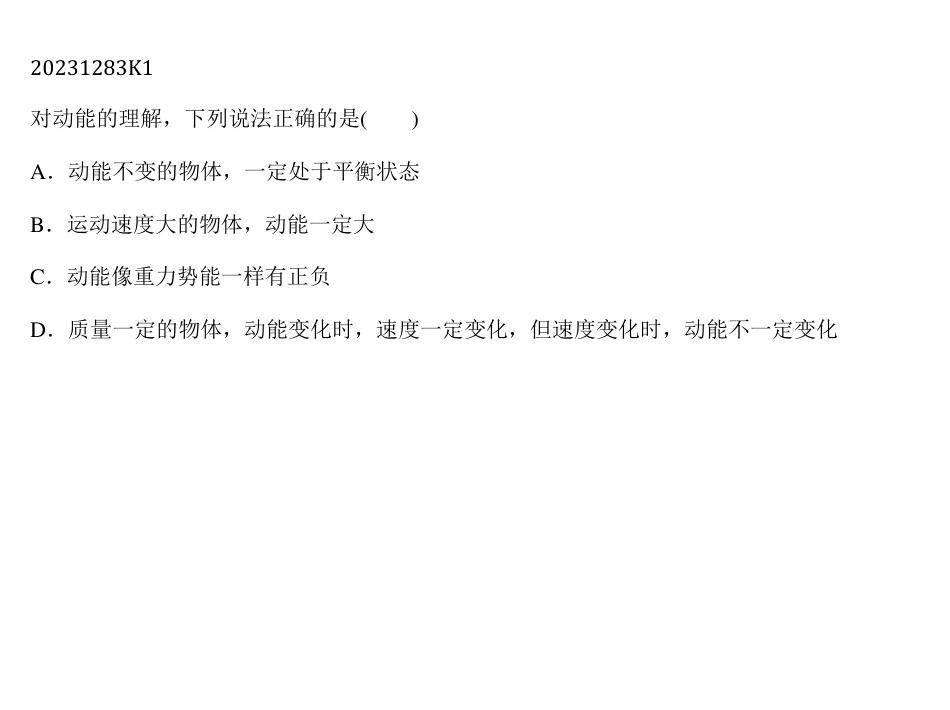 20231283K1
对动能的理解，下列说法正确的是(　　)
A．动能不变的物体，一定处于平衡状态
B．运动速度大的物体，动能一定大
C．动能像重力势能一样有正负
D．质量一定的物体，动能变化时，速度一定变化，但速度变化时，动能不一定变化